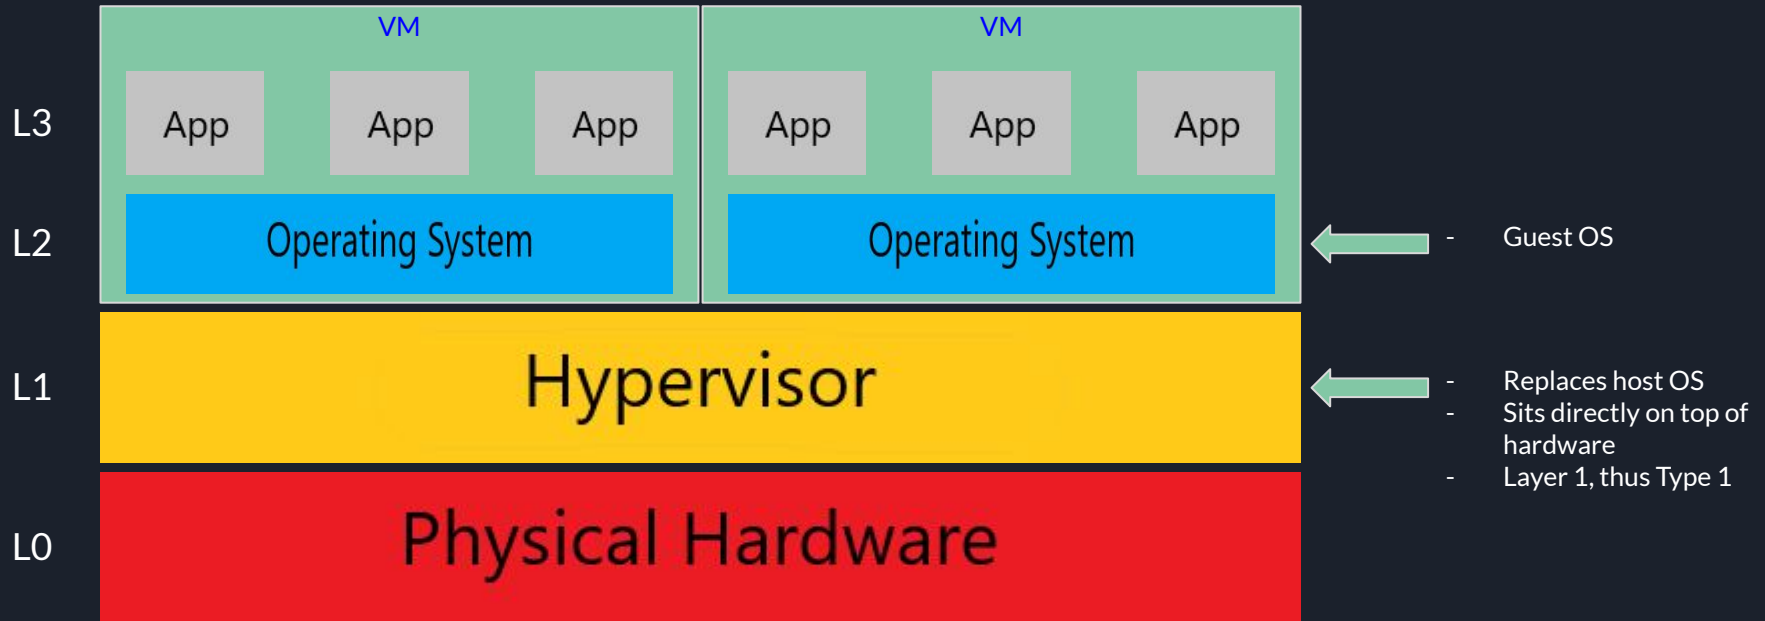 VM VM
L3 App App App App App App
L2 Operating System Operating System - Guest OS
L1 Hypervisor - Replaces host OS
- Sits directly on top of
hardware
- Layer 1, thus Type 1
L0 Physical Hardware